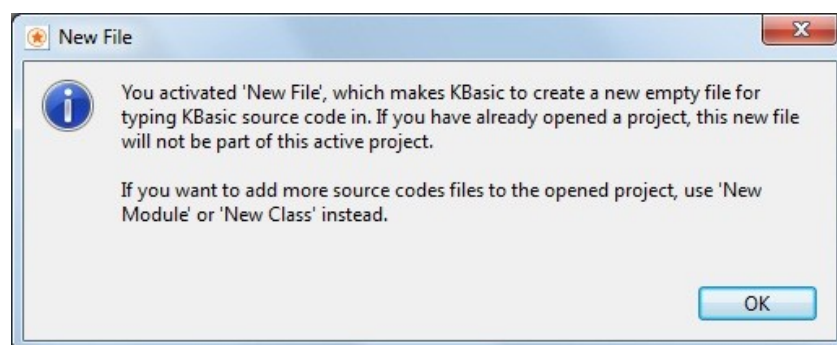 New File
You activated 'New File', which makes KBasic to create a new empty file for
typing KBasic source code in. If you have already opened a project, this new file
will not be part of this active project.
If you want to add more source codes files to the opened project, use 'New
Module' or 'New Class' instead.
OK